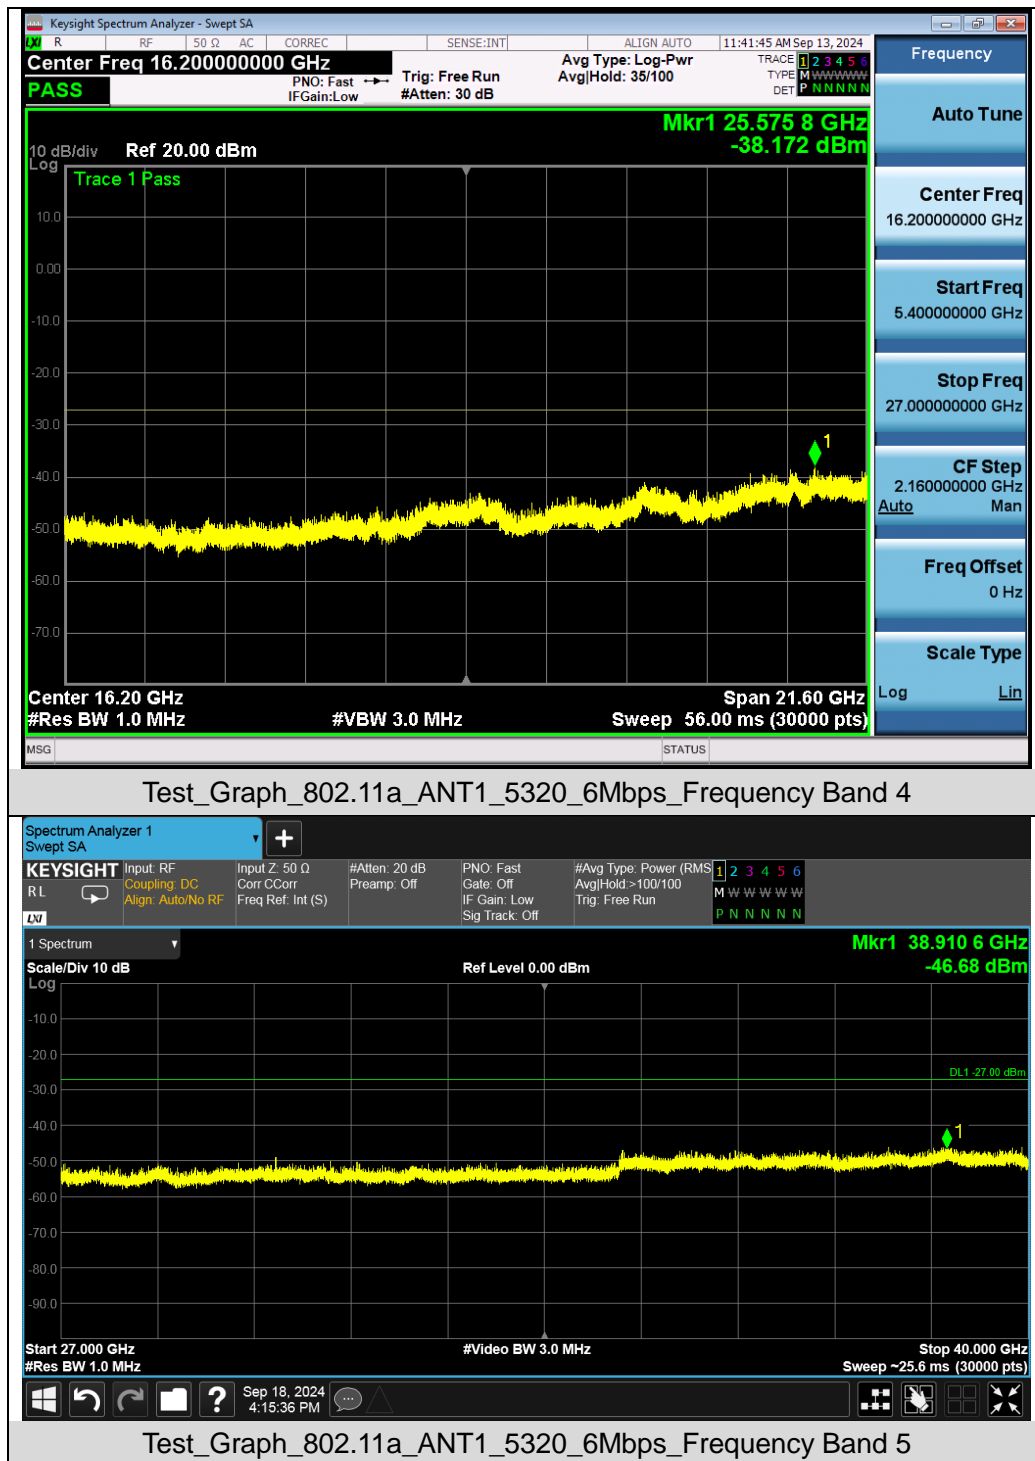 Keysight Spectrum Analyzer - Swept SA
LXI R RF 50 Ω AC CORREC SENSE:INT ALIGN AUTO 11:41:45 AM Sep 13, 2024
Center Freq 16.200000000 GHz
PASS
PNO: Fast
IFGain:Low
Trig: Free Run
#Atten: 30 dB
Avg Type: Log-Pwr
Avg|Hold: 35/100
TRACE 1 2 3 4 5 6
TYPE M W W W W W
DET P N N N N N
Mkr1 25.575 8 GHz
-38.172 dBm
10 dB/div Ref 20.00 dBm
Log
Trace 1 Pass
10.0
0.00
-10.0
-20.0
-30.0
1
-40.0
-50.0
-60.0
-70.0
Center 16.20 GHz Span 21.60 GHz
#Res BW 1.0 MHz #VBW 3.0 MHz Sweep 56.00 ms (30000 pts)
MSG STATUS
Frequency
Auto Tune
Center Freq
16.200000000 GHz
Start Freq
5.400000000 GHz
Stop Freq
27.000000000 GHz
CF Step
2.160000000 GHz
Auto Man
Freq Offset
0 Hz
Scale Type
Log Lin
Test_Graph_802.11a_ANT1_5320_6Mbps_Frequency Band 4
Spectrum Analyzer 1
Swept SA
KEYSIGHT
RL
LXI
Input: RF
Coupling: DC
Align: Auto/No RF
Input Z: 50 Ω
Corr CCorr
Freq Ref: Int (S)
#Atten: 20 dB
Preamp: Off
PNO: Fast
Gate: Off
IF Gain: Low
Sig Track: Off
#Avg Type: Power (RMS
Avg|Hold:>100/100
Trig: Free Run
1 2 3 4 5 6
M W W W W W
P N N N N N
1 Spectrum
Mkr1 38.910 6 GHz
Scale/Div 10 dB Ref Level 0.00 dBm -46.68 dBm
Log
-10.0
-20.0
DL1 -27.00 dBm
-30.0
-40.0
1
-50.0
-60.0
-70.0
-80.0
-90.0
Start 27.000 GHz #Video BW 3.0 MHz Stop 40.000 GHz
#Res BW 1.0 MHz Sweep ~25.6 ms (30000 pts)
?
Sep 18, 2024
4:15:36 PM
Test_Graph_802.11a_ANT1_5320_6Mbps_Frequency Band 5